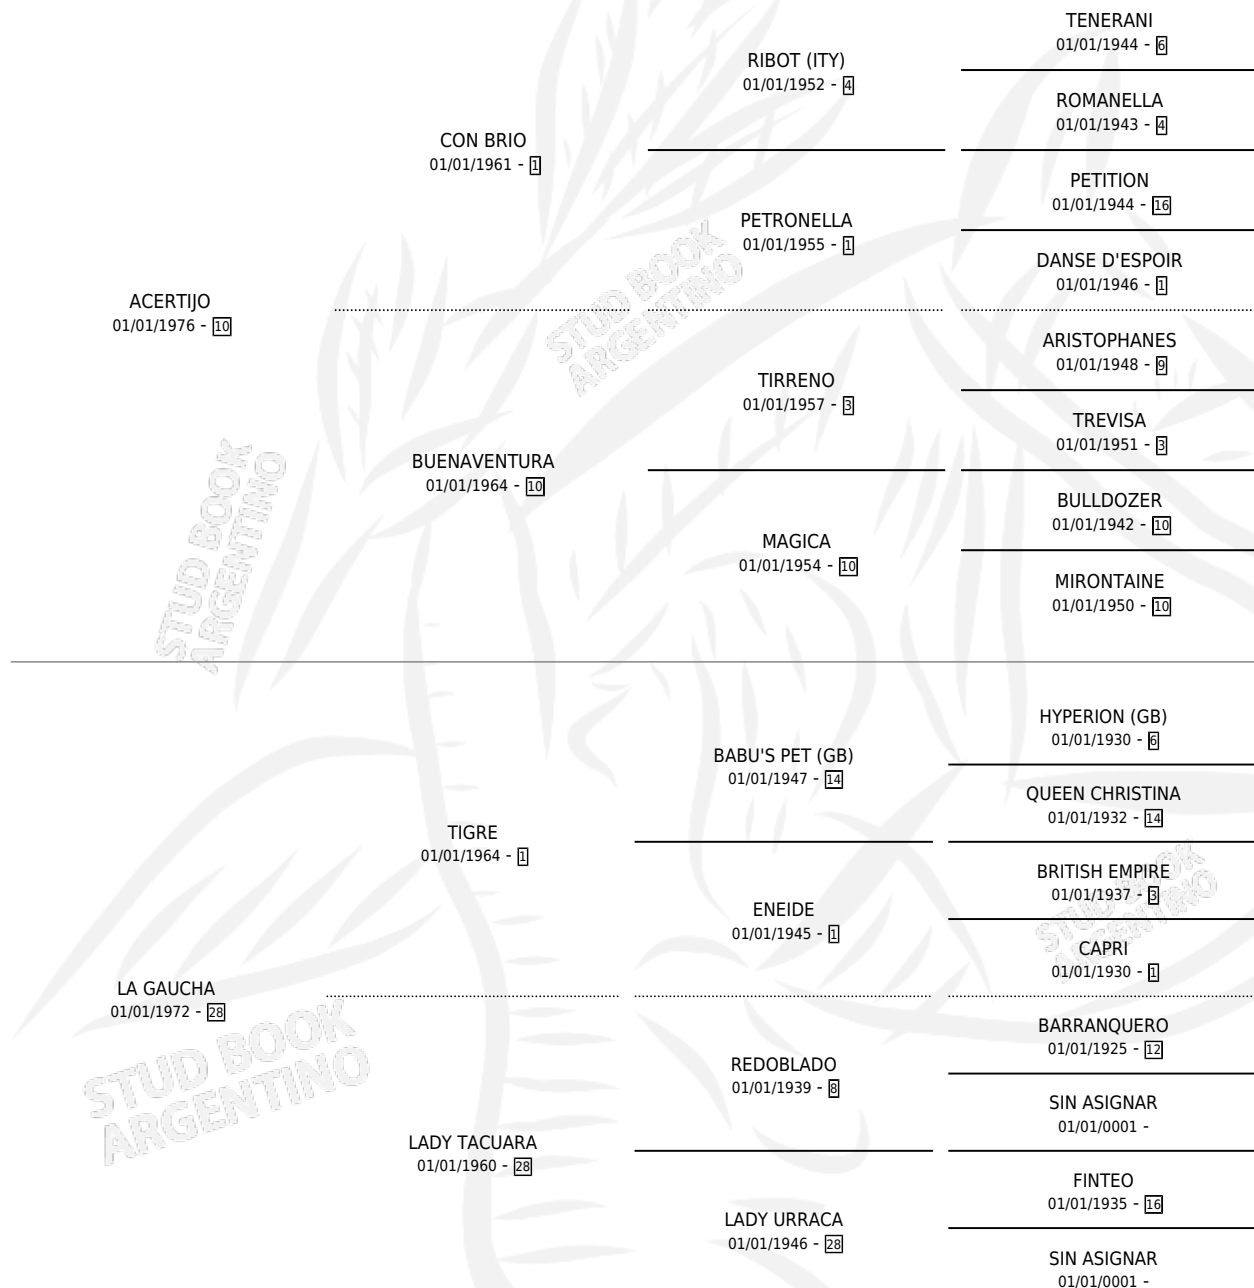 TENERANI
01/01/1944 - 6
RIBOT (ITY)
01/01/1952 - 4
ROMANELLA
01/01/1943 - 4
CON BRIO
01/01/1961 - 1
PETITION
01/01/1944 - 16
PETRONELLA
01/01/1955 - 1
DANSE D'ESPOIR
01/01/1946 - 1
ACERTIJO
01/01/1976 - 10
STUD BOOK
ARGENTINO
ARISTOPHANES
01/01/1948 - 9
TIRRENO
01/01/1957 - 3
TREVISA
01/01/1951 - 3
BUENAVENTURA
01/01/1964 - 10
BULLDOZER
01/01/1942 - 10
MAGICA
01/01/1954 - 10
MIRONTAINE
01/01/1950 - 10
STUD BOOK
ARGENTINO
HYPERION (GB)
01/01/1930 - 6
BABU'S PET (GB)
01/01/1947 - 14
QUEEN CHRISTINA
01/01/1932 - 14
TIGRE
01/01/1964 - 1
BRITISH EMPIRE
01/01/1937 - 3
ENEIDE
01/01/1945 - 1
STUD BOOK
ARGENTINO
CAPRI
01/01/1930 - 1
LA GAUCHA
01/01/1972 - 28
STUD BOOK
ARGENTINO
BARRANQUERO
01/01/1925 - 12
REDOBLADO
01/01/1939 - 8
SIN ASIGNAR
01/01/0001 -
LADY TACUARA
01/01/1960 - 28
FINTEO
01/01/1935 - 16
LADY URRACA
01/01/1946 - 28
SIN ASIGNAR
01/01/0001 -